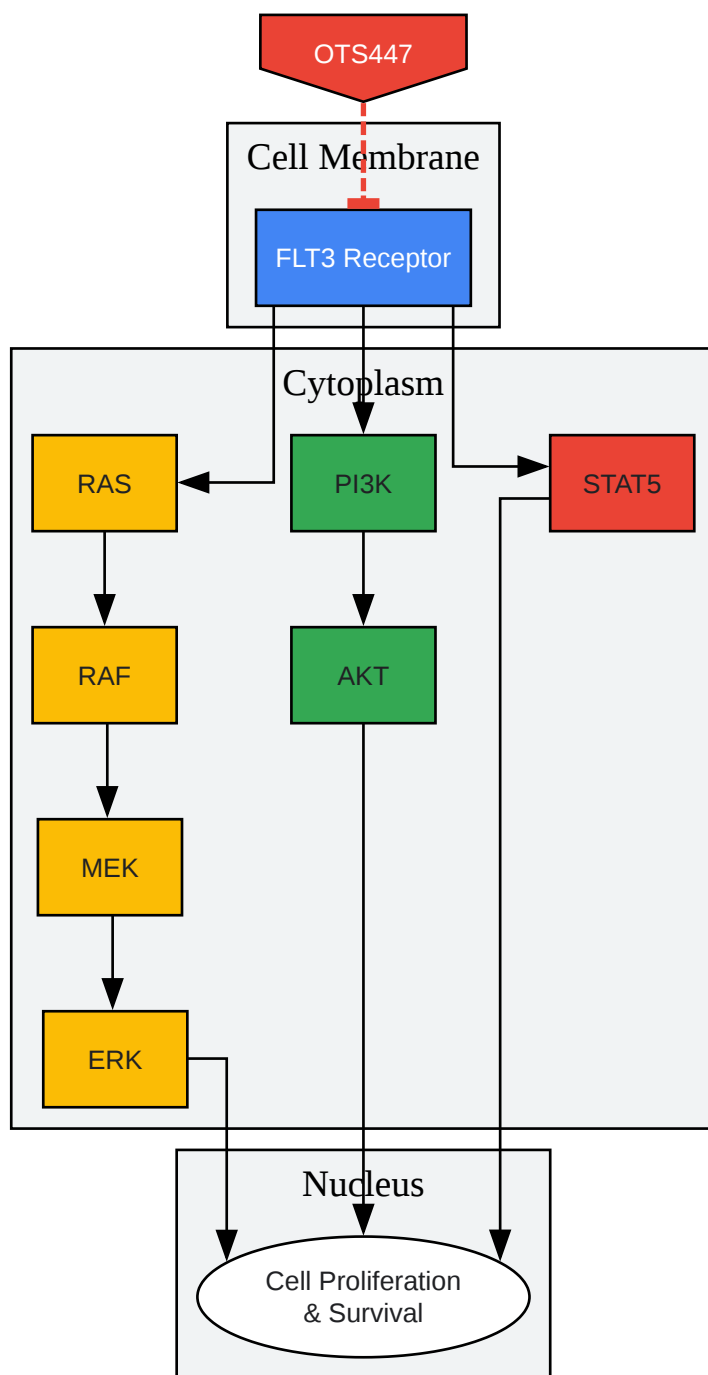 OTS447
Cell Membrane
FLT3 Receptor
Cytoplasm
RAS
PI3K
STAT5
RAF
AKT
MEK
ERK
Nucleus
Cell Proliferation
& Survival